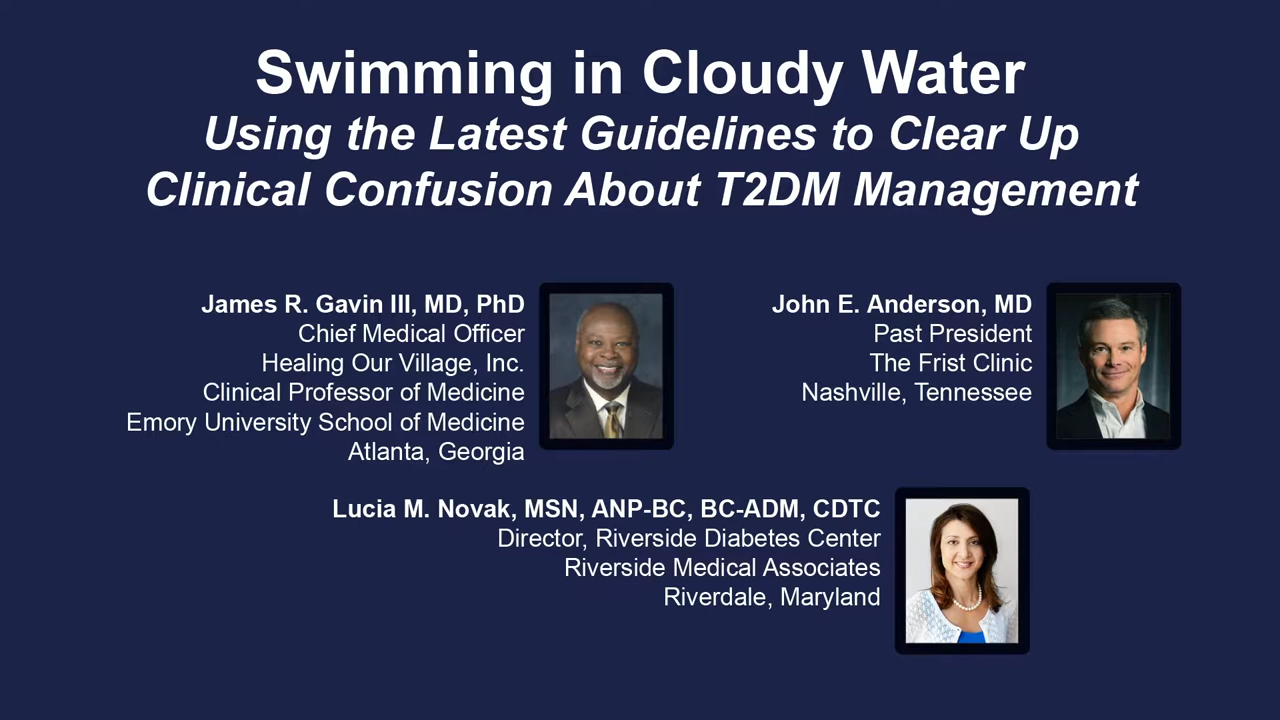 Swimming in Cloudy Water
Using the Latest Guidelines to Clear Up
Clinical Confusion About T2DM Management
James R. Gavin III, MD, PhD
Chief Medical Officer
Healing Our Village, Inc.
Clinical Professor of Medicine
Emory University School of Medicine
Atlanta, Georgia
John E. Anderson, MD
Past President
The Frist Clinic
Nashville, Tennessee
Lucia M. Novak, MSN, ANP-BC, BC-ADM, CDTC
Director, Riverside Diabetes Center
Riverside Medical Associates
Riverdale, Maryland